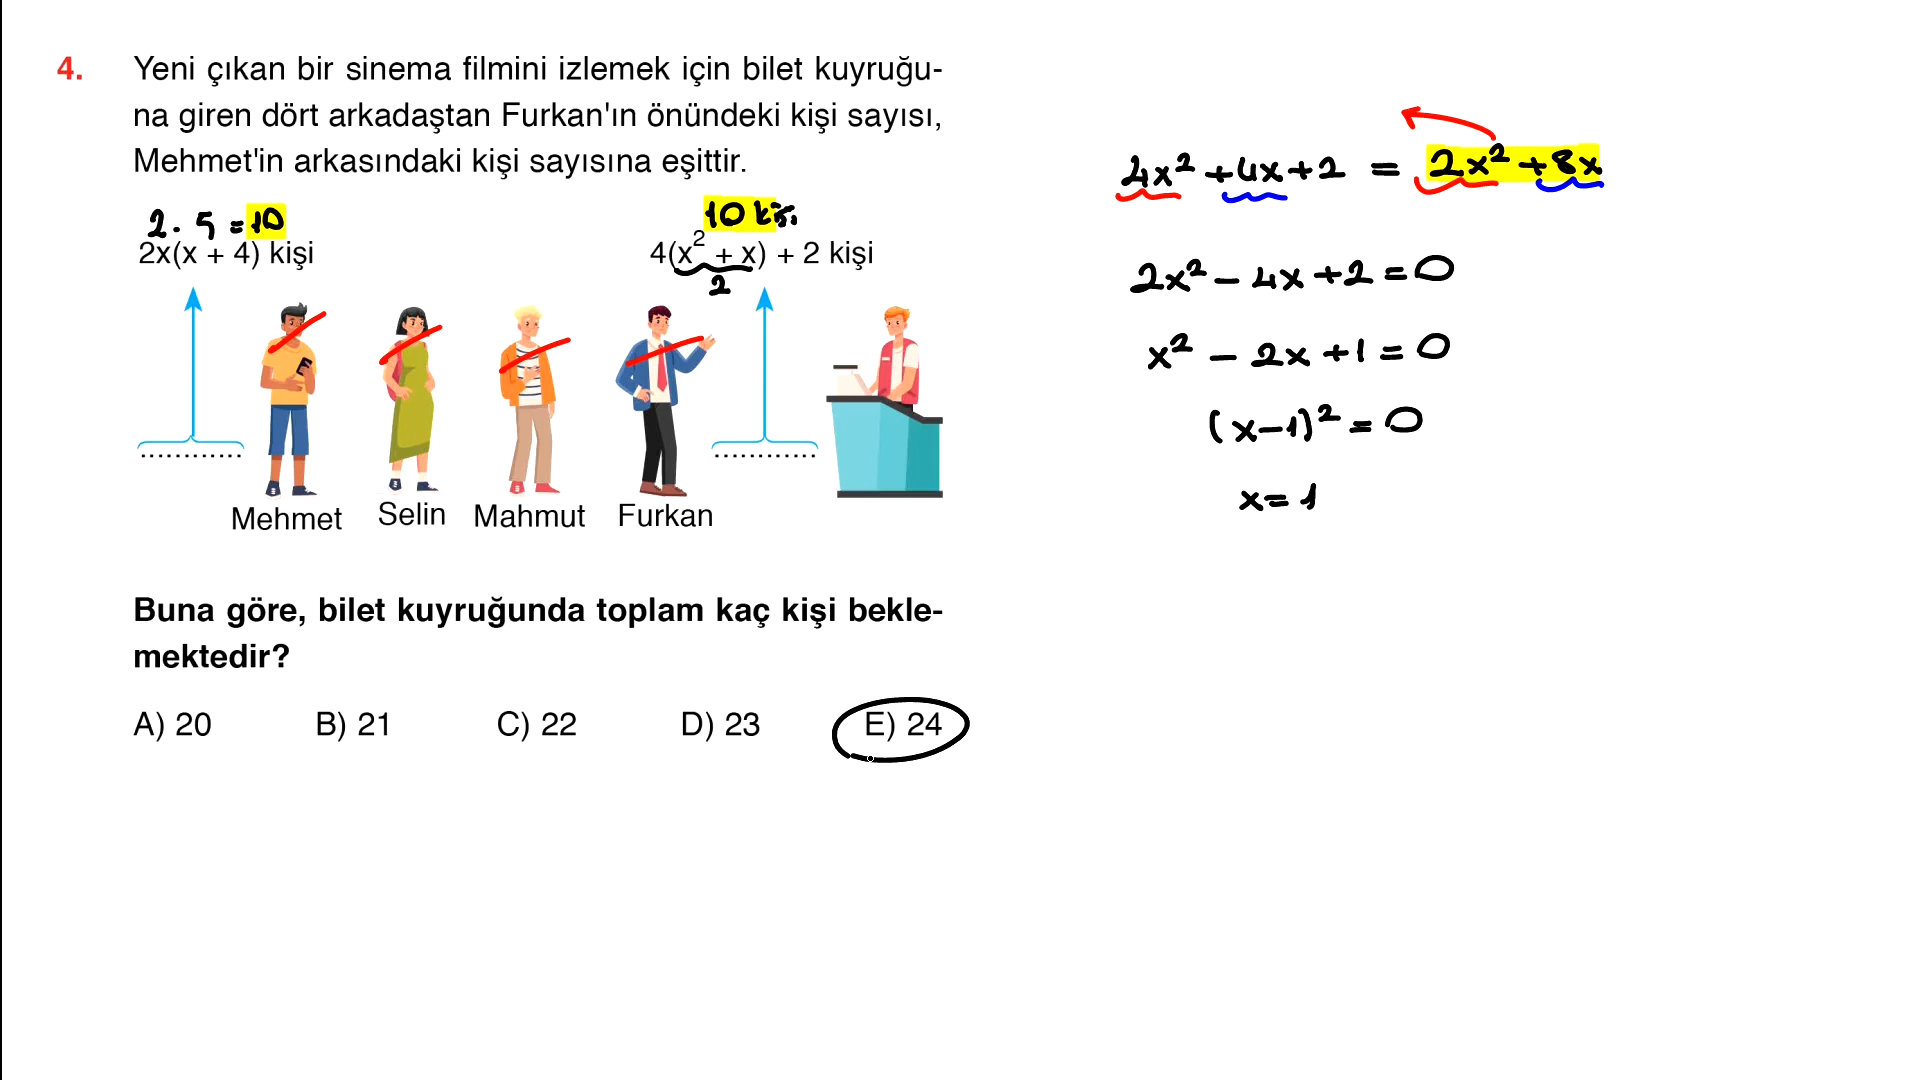 4. Yeni çıkan bir sinema filmini izlemek için bilet kuyruğu-
na giren dört arkadaştan Furkan'ın önündeki kişi sayısı,
Mehmet'in arkasındaki kişi sayısına eşittir.
2. 5 = 10
10 kişi
2x(x + 4) kişi
4(x² + x) + 2 kişi
2
Mehmet Selin Mahmut Furkan
Buna göre, bilet kuyruğunda toplam kaç kişi bekle-
mektedir?
A) 20 B) 21 C) 22 D) 23 E) 24
4x² + 4x + 2 = 2x² + 8x
2x² - 4x + 2 = 0
x² - 2x + 1 = 0
(x-1)² = 0
x = 1